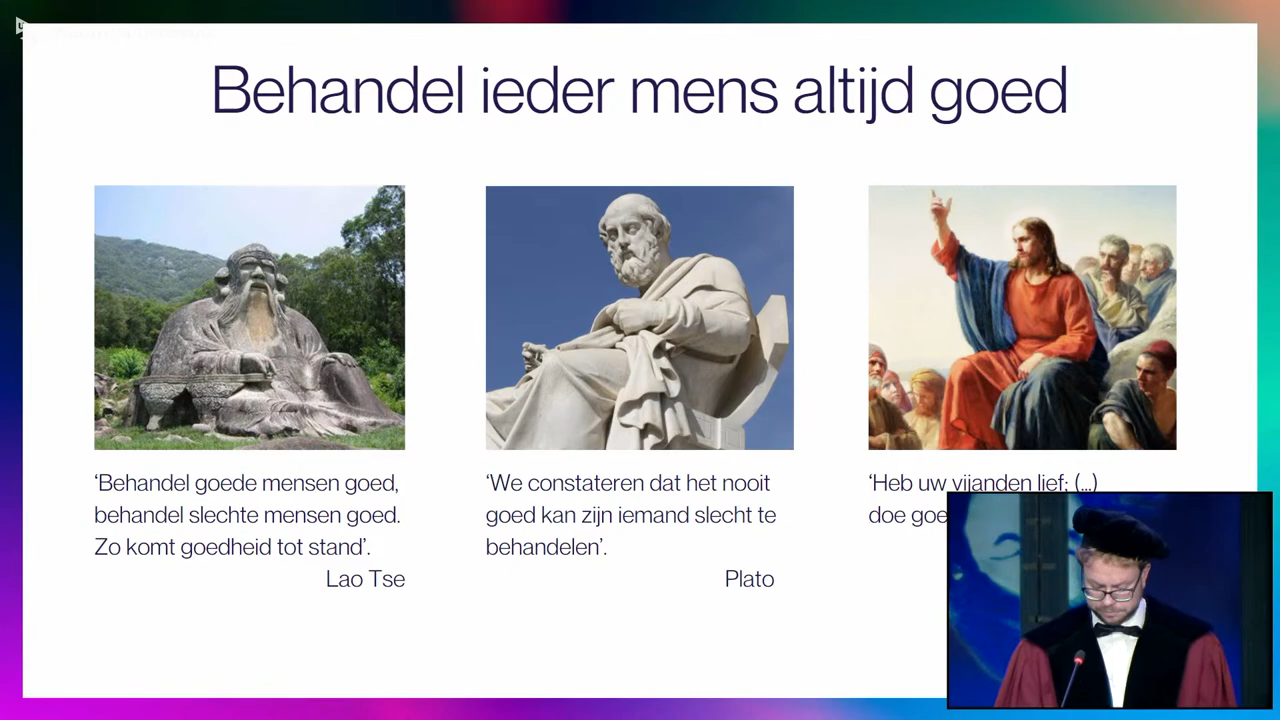 Behandel ieder mens altijd goed
‘Behandel goede mensen goed,
behandel slechte mensen goed.
Zo komt goedheid tot stand’.
Lao Tse
‘We constateren dat het nooit
goed kan zijn iemand slecht te
behandelen’.
Plato
‘Heb uw vijanden lief; (...)
doe goe